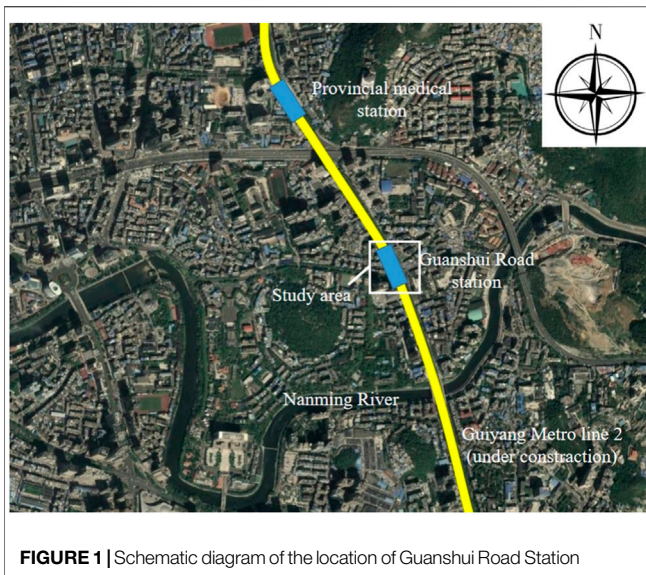 N
Provincial medical
station
Guanshui Road
station
Study area
Nanming River
Guiyang Metro line 2
(under constraction)
FIGURE 1 | Schematic diagram of the location of Guanshui Road Station